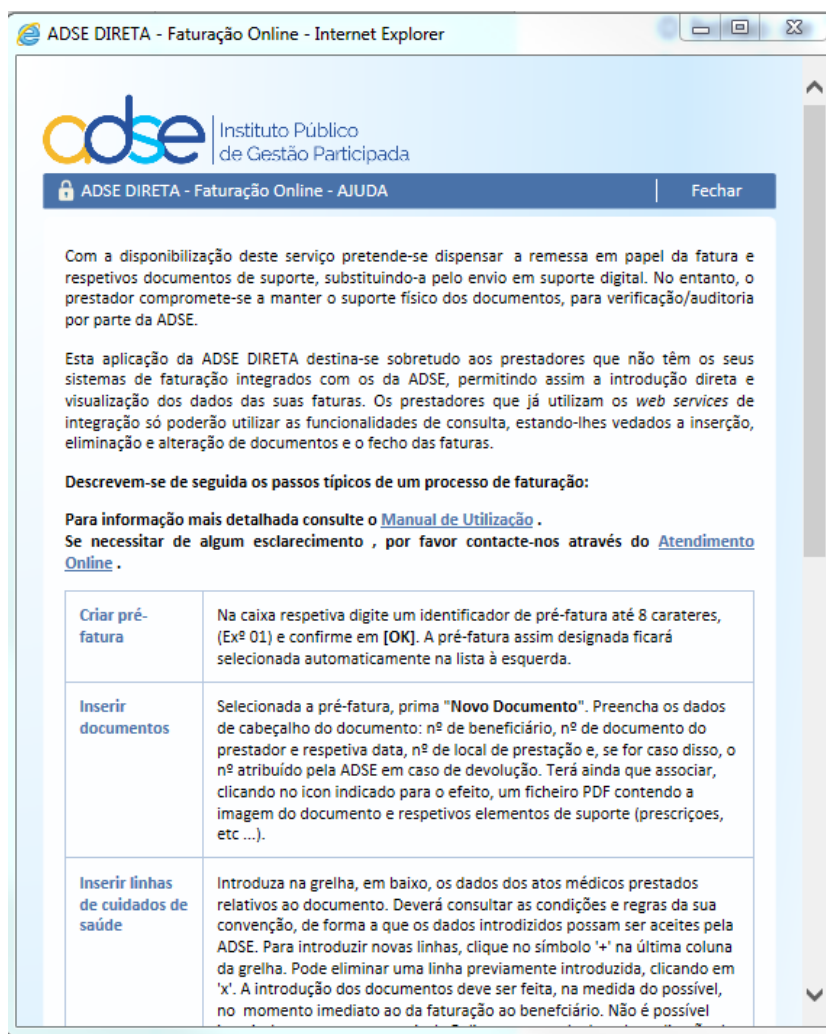 ADSE DIRETA - Faturação Online - Internet Explorer
adse
Instituto Público
de Gestão Participada
ADSE DIRETA - Faturação Online - AJUDA | Fechar
Com a disponibilização deste serviço pretende-se dispensar a remessa em papel da fatura e
respetivos documentos de suporte, substituindo-a pelo envio em suporte digital. No entanto, o
prestador compromete-se a manter o suporte físico dos documentos, para verificação/auditoria
por parte da ADSE.
Esta aplicação da ADSE DIRETA destina-se sobretudo aos prestadores que não têm os seus
sistemas de faturação integrados com os da ADSE, permitindo assim a introdução direta e
visualização dos dados das suas faturas. Os prestadores que já utilizam os web services de
integração só poderão utilizar as funcionalidades de consulta, estando-lhes vedados a inserção,
eliminação e alteração de documentos e o fecho das faturas.
Descrevem-se de seguida os passos típicos de um processo de faturação:
Para informação mais detalhada consulte o Manual de Utilização .
Se necessitar de algum esclarecimento , por favor contacte-nos através do Atendimento
Online .
Criar pré-
fatura
Na caixa respetiva digite um identificador de pré-fatura até 8 carateres,
(Exº 01) e confirme em [OK]. A pré-fatura assim designada ficará
selecionada automaticamente na lista à esquerda.
Inserir
documentos
Selecionada a pré-fatura, prima "Novo Documento". Preencha os dados
de cabeçalho do documento: nº de beneficiário, nº de documento do
prestador e respetiva data, nº de local de prestação e, se for caso disso, o
nº atribuído pela ADSE em caso de devolução. Terá ainda que associar,
clicando no icon indicado para o efeito, um ficheiro PDF contendo a
imagem do documento e respetivos elementos de suporte (prescriçoes,
etc ...).
Inserir linhas
de cuidados de
saúde
Introduza na grelha, em baixo, os dados dos atos médicos prestados
relativos ao documento. Deverá consultar as condições e regras da sua
convenção, de forma a que os dados introdizidos possam ser aceites pela
ADSE. Para introduzir novas linhas, clique no símbolo '+' na última coluna
da grelha. Pode eliminar uma linha previamente introduzida, clicando em
'x'. A introdução dos documentos deve ser feita, na medida do possível,
no momento imediato ao da faturação ao benefciário. Não é possível